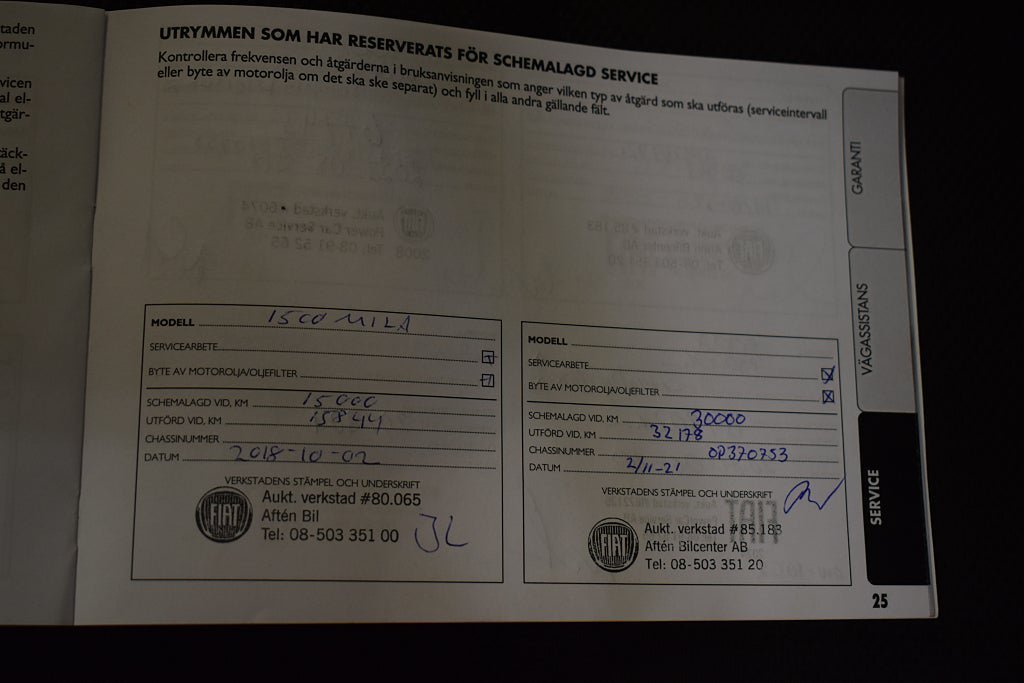 taden
ormu-
vicen
al el-
tgär-
täck-
å el-
den
UTRYMMEN SOM HAR RESERVERATS FÖR SCHEMALAGD SERVICE
Kontrollera frekvensen och åtgärderna i bruksanvisningen som anger vilken typ av åtgärd som ska utföras (serviceintervall
eller byte av motorolja om det ska ske separat) och fyll i alla andra gällande fält.
MODELL 1500 MILA
SERVICEARBETE
BYTE AV MOTOROLJA/OLJEFILTER
SCHEMALAGD VID, KM 15000
UTFÖRD VID, KM 15844
CHASSINUMMER
DATUM 2018-10-02
VERKSTADENS STÄMPEL OCH UNDERSKRIFT
FIAT
Aukt. verkstad #80.065
Aftén Bil
Tel: 08-503 351 00
JL
MODELL
SERVICEARBETE
BYTE AV MOTOROLJA/OLJEFILTER
SCHEMALAGD VID, KM 30000
UTFÖRD VID, KM 32178
CHASSINUMMER 0P370753
DATUM 2/11-21
VERKSTADENS STÄMPEL OCH UNDERSKRIFT
FIAT
Aukt. verkstad #85.183
Aftén Bilcenter AB
Tel: 08-503 351 20
GARANTI
VÄGASSISTANS
SERVICE
25